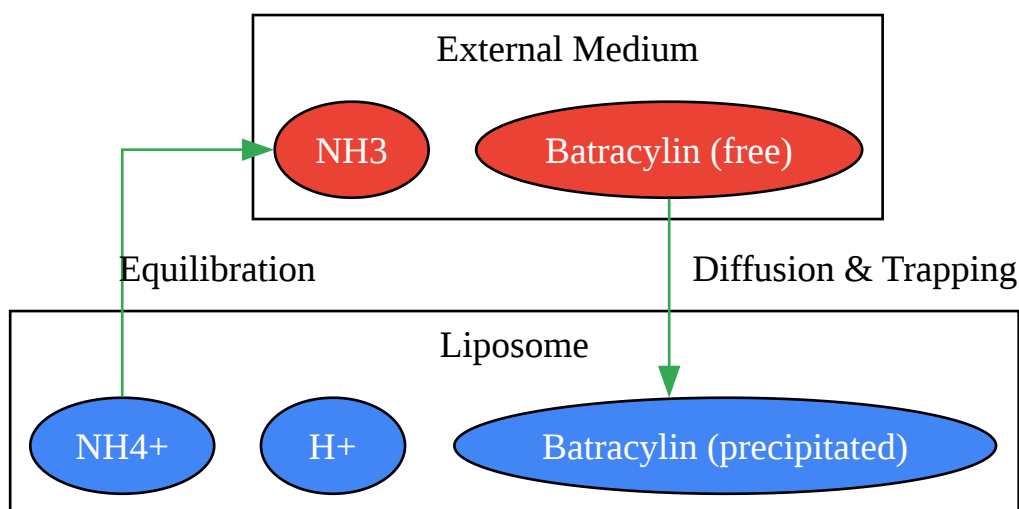 External Medium
NH3
Batracylin (free)
Equilibration
Diffusion & Trapping
Liposome
NH4+
H+
Batracylin (precipitated)